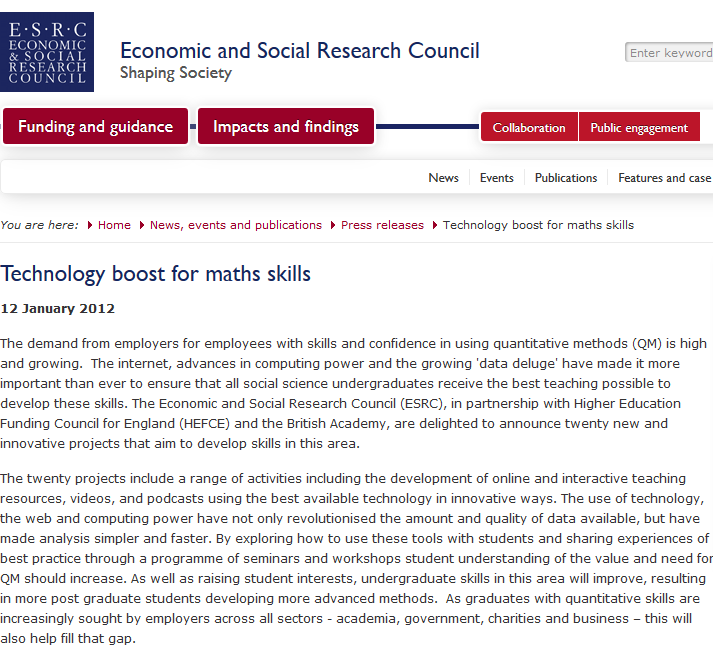 E·S·R·C
ECONOMIC
& SOCIAL
RESEARCH
COUNCIL
Economic and Social Research Council
Shaping Society
Enter keyword
Funding and guidance
Impacts and findings
Collaboration
Public engagement
News
Events
Publications
Features and case
You are here: Home News, events and publications Press releases Technology boost for maths skills
Technology boost for maths skills
12 January 2012
The demand from employers for employees with skills and confidence in using quantitative methods (QM) is high
and growing.  The internet, advances in computing power and the growing 'data deluge' have made it more
important than ever to ensure that all social science undergraduates receive the best teaching possible to
develop these skills. The Economic and Social Research Council (ESRC), in partnership with Higher Education
Funding Council for England (HEFCE) and the British Academy, are delighted to announce twenty new and
innovative projects that aim to develop skills in this area.
The twenty projects include a range of activities including the development of online and interactive teaching
resources, videos, and podcasts using the best available technology in innovative ways. The use of technology,
the web and computing power have not only revolutionised the amount and quality of data available, but have
made analysis simpler and faster. By exploring how to use these tools with students and sharing experiences of
best practice through a programme of seminars and workshops student understanding of the value and need for
QM should increase. As well as raising student interests, undergraduate skills in this area will improve, resulting
in more post graduate students developing more advanced methods.  As graduates with quantitative skills are
increasingly sought by employers across all sectors - academia, government, charities and business – this will
also help fill that gap.